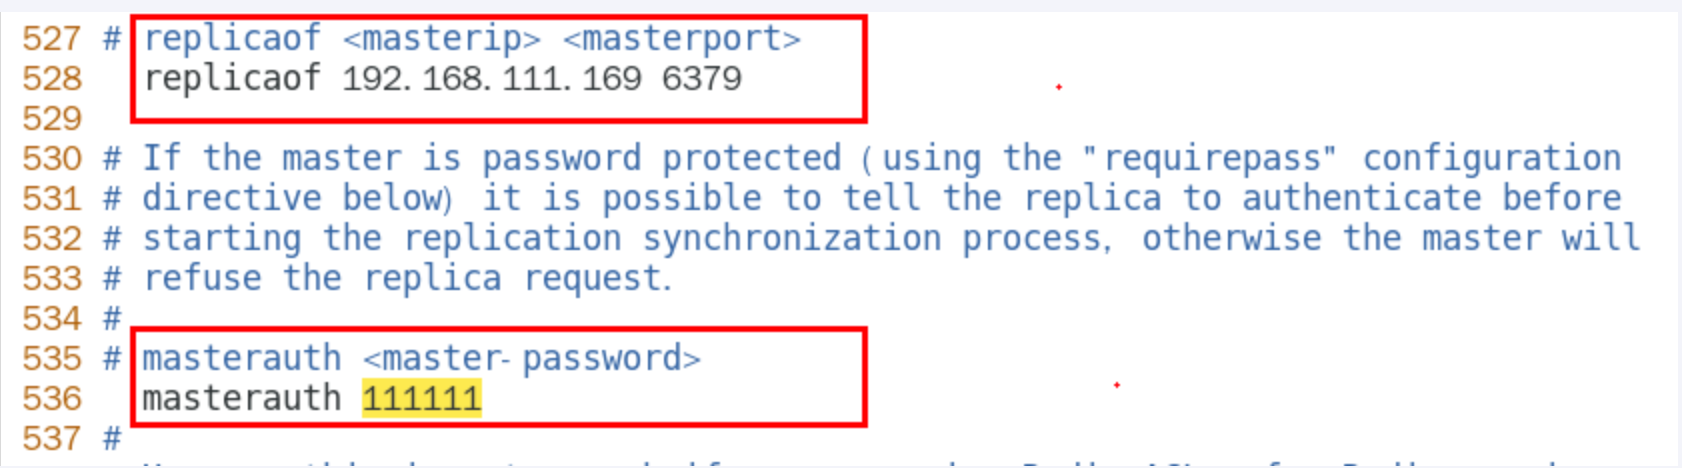 527 # replicaof <masterip> <masterport>
528   replicaof 192.168.111.169 6379
529
530 # If the master is password protected (using the "requirepass" configuration
531 # directive below) it is possible to tell the replica to authenticate before
532 # starting the replication synchronization process, otherwise the master will
533 # refuse the replica request.
534 #
535 # masterauth <master-password>
536   masterauth 111111
537 #